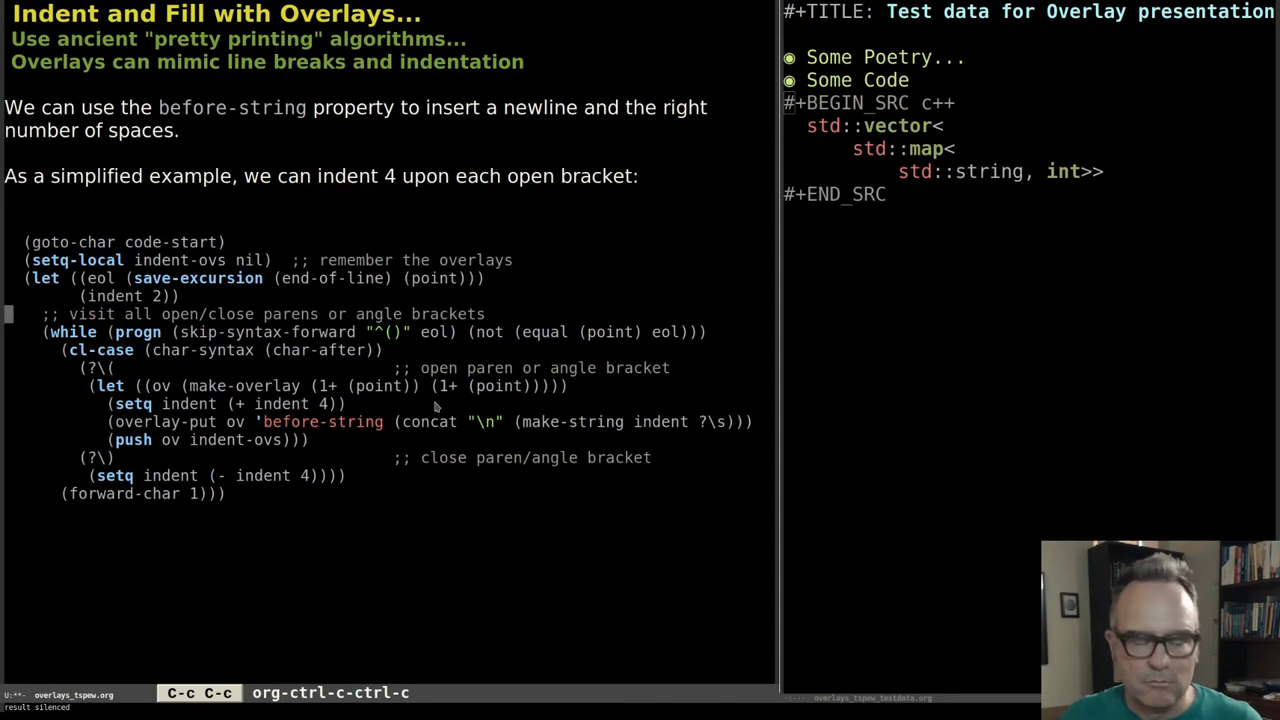 Indent and Fill with Overlays...
Use ancient "pretty printing" algorithms...
Overlays can mimic line breaks and indentation
We can use the before-string property to insert a newline and the right
number of spaces.
As a simplified example, we can indent 4 upon each open bracket:
(goto-char code-start)
(setq-local indent-ovs nil)  ;; remember the overlays
(let ((eol (save-excursion (end-of-line) (point)))
      (indent 2))
  ;; visit all open/close parens or angle brackets
  (while (progn (skip-syntax-forward "^()" eol) (not (equal (point) eol)))
    (cl-case (char-syntax (char-after))
      (?\(                              ;; open paren or angle bracket
       (let ((ov (make-overlay (1+ (point)) (1+ (point)))))
         (setq indent (+ indent 4))
         (overlay-put ov 'before-string (concat "\n" (make-string indent ?\s)))
         (push ov indent-ovs)))
      (?\)                              ;; close paren/angle bracket
       (setq indent (- indent 4))))
    (forward-char 1)))
U:**-  overlays_tspew.org  C-c C-c  org-ctrl-c-ctrl-c
result silenced
#+TITLE: Test data for Overlay presentation
◉ Some Poetry...
◉ Some Code
#+BEGIN_SRC c++
  std::vector<
      std::map<
          std::string, int>>
#+END_SRC
-:---  overlays_tspew_testdata.org